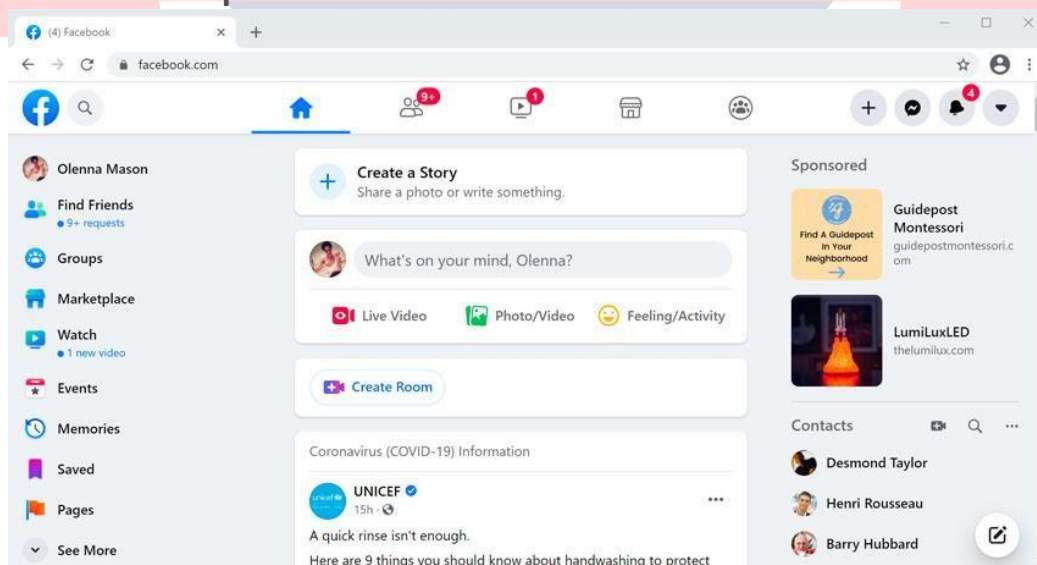 (4) Facebook
facebook.com
9+
1
4
Olenna Mason
Find Friends
9+ requests
Groups
Marketplace
Watch
1 new video
Events
Memories
Saved
Pages
See More
Create a Story
Share a photo or write something.
What's on your mind, Olenna?
Live Video Photo/Video Feeling/Activity
Create Room
Coronavirus (COVID-19) Information
unicef
UNICEF
15h ·
A quick rinse isn't enough.
Here are 9 things you should know about handwashing to protect
Sponsored
Find A Guidepost
In Your
Neighborhood
Guidepost
Montessori
guidepostmontessori.c
om
LumiLuxLED
thelumilux.com
Contacts
Desmond Taylor
Henri Rousseau
Barry Hubbard